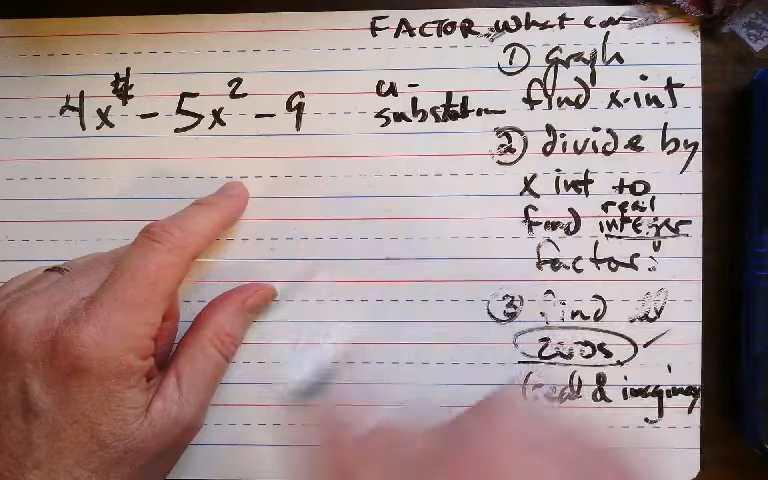 FACTOR. What can
4x⁴ - 5x² - 9
u-
substitution
① graph
find x-int
② divide by
x int to
find real integer
factors
③ find all
zeros ✓
(real & imaginary